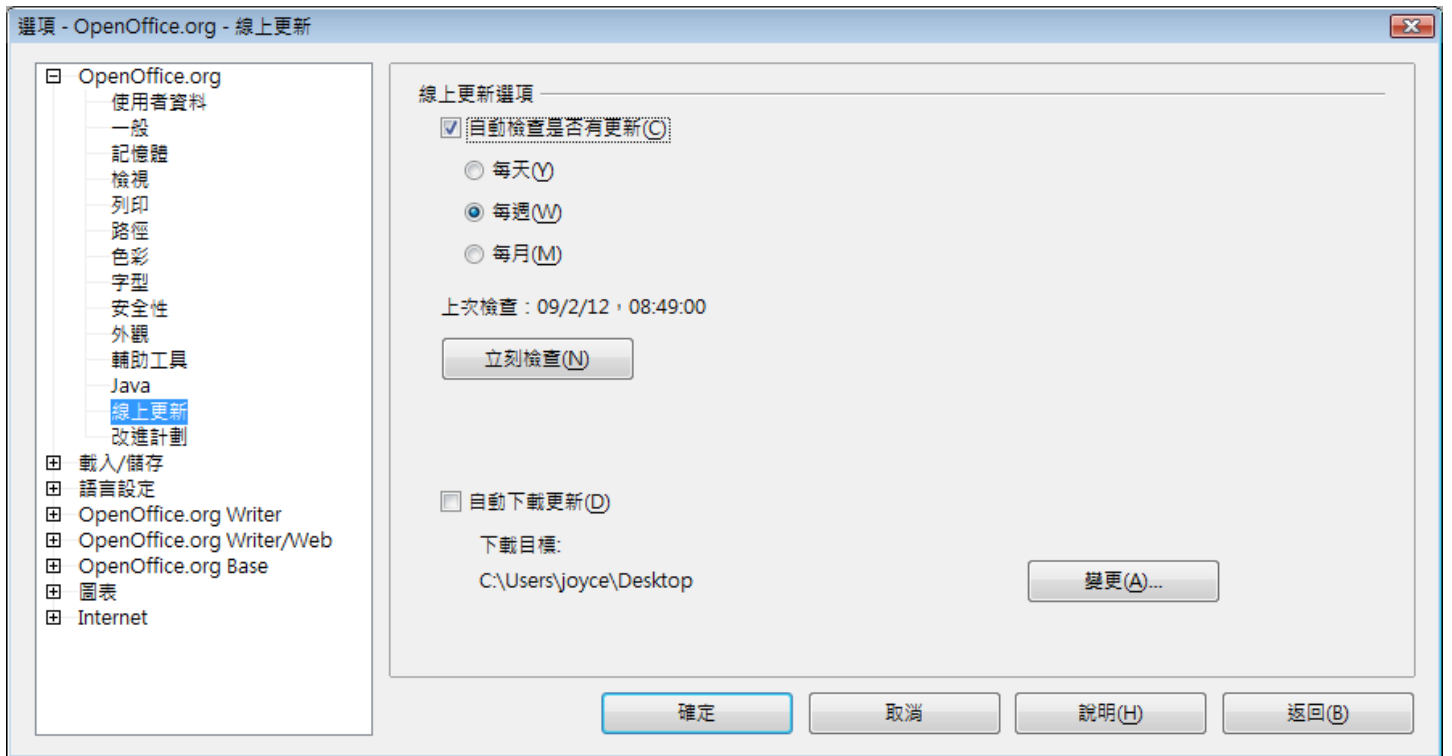 選項 - OpenOffice.org - 線上更新
OpenOffice.org
使用者資料
一般
記憶體
檢視
列印
路徑
色彩
字型
安全性
外觀
輔助工具
Java
線上更新
改進計劃
載入/儲存
語言設定
OpenOffice.org Writer
OpenOffice.org Writer/Web
OpenOffice.org Base
圖表
Internet
線上更新選項
自動檢查是否有更新(C)
每天(Y)
每週(W)
每月(M)
上次檢查：09/2/12，08:49:00
立刻檢查(N)
自動下載更新(D)
下載目標:
C:\Users\joyce\Desktop
變更(A)...
確定
取消
說明(H)
返回(B)